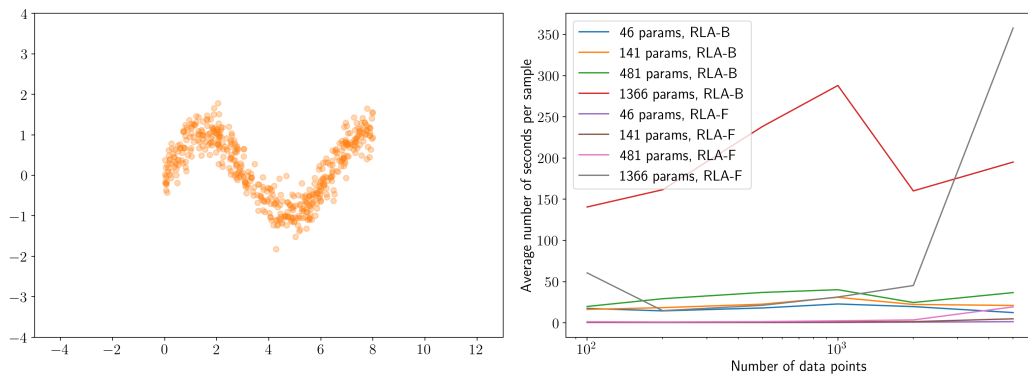 4
3
2
1
0
−1
−2
−3
−4
−4
−2
0
2
4
6
8
10
12
Average number of seconds per sample
350
300
250
200
150
100
50
0
46 params, RLA-B
141 params, RLA-B
481 params, RLA-B
1366 params, RLA-B
46 params, RLA-F
141 params, RLA-F
481 params, RLA-F
1366 params, RLA-F
10²
10³
Number of data points